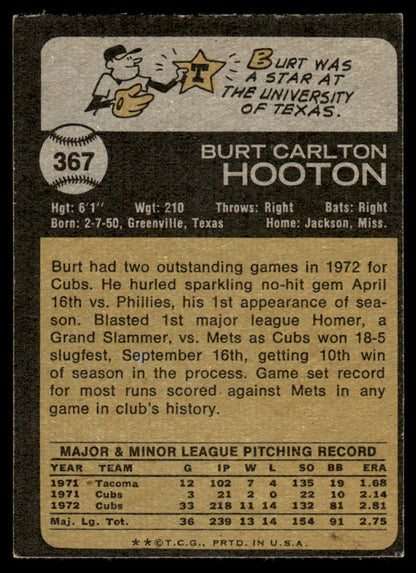 T
BURT WAS
A STAR AT
THE UNIVERSITY
OF TEXAS.
367
BURT CARLTON
HOOTON
Hgt: 6'1" Wgt: 210 Throws: Right Bats: Right
Born: 2-7-50, Greenville, Texas Home: Jackson, Miss.
Burt had two outstanding games in 1972 for
Cubs. He hurled sparkling no-hit gem April
16th vs. Phillies, his 1st appearance of sea-
son. Blasted 1st major league Homer, a
Grand Slammer, vs. Mets as Cubs won 18-5
slugfest, September 16th, getting 10th win
of season in the process. Game set record
for most runs scored against Mets in any
game in club's history.
MAJOR & MINOR LEAGUE PITCHING RECORD
YEAR TEAM G IP W L SO BB ERA
1971 Tacoma 12 102 7 4 135 19 1.68
1971 Cubs 3 21 2 0 22 10 2.14
1972 Cubs 33 218 11 14 132 81 2.81
Maj. Lg. Tot. 36 239 13 14 154 91 2.75
**©T.C.G., PRTD. IN U.S.A.